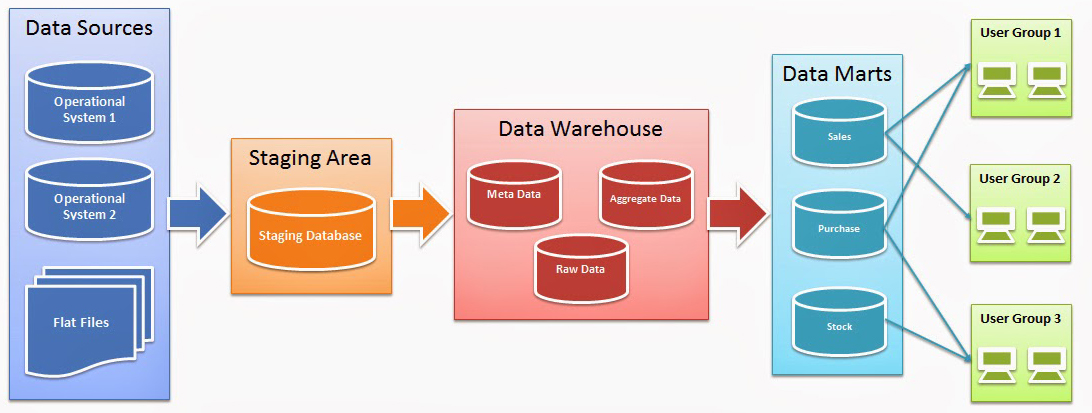 Data Sources
Operational
System 1
Operational
System 2
Flat Files
Staging Area
Staging Database
Data Warehouse
Meta Data
Aggregate Data
Raw Data
Data Marts
Sales
Purchase
Stock
User Group 1
User Group 2
User Group 3